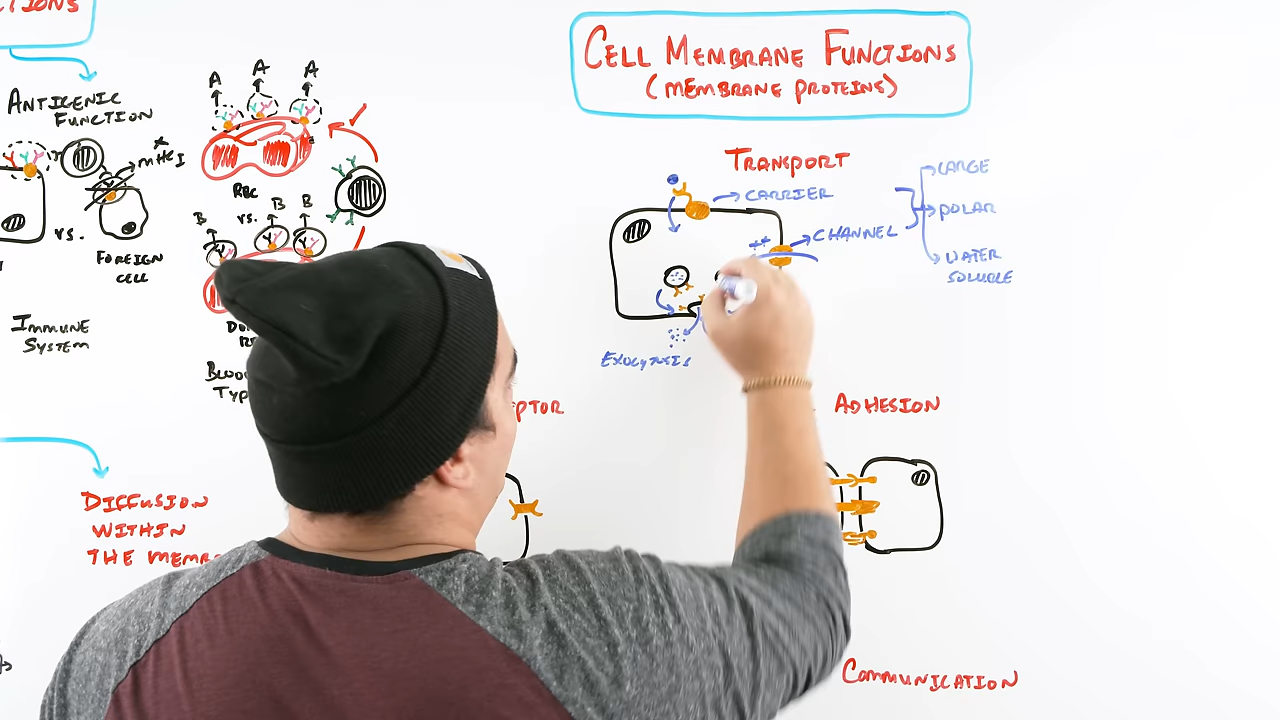 CELL MEMBRANE FUNCTIONS
(MEMBRANE PROTEINS)
ANTIGENIC
FUNCTION
A A A
MHC I
RBC
vs.
B B B
vs.
FOREIGN
CELL
IMMUNE
SYSTEM
TRANSPORT
CARRIER
CHANNEL
++
LARGE
POLAR
WATER
SOLUBLE
EXOCYTOSIS
ADHESION
DIFFUSION
WITHIN
COMMUNICATION